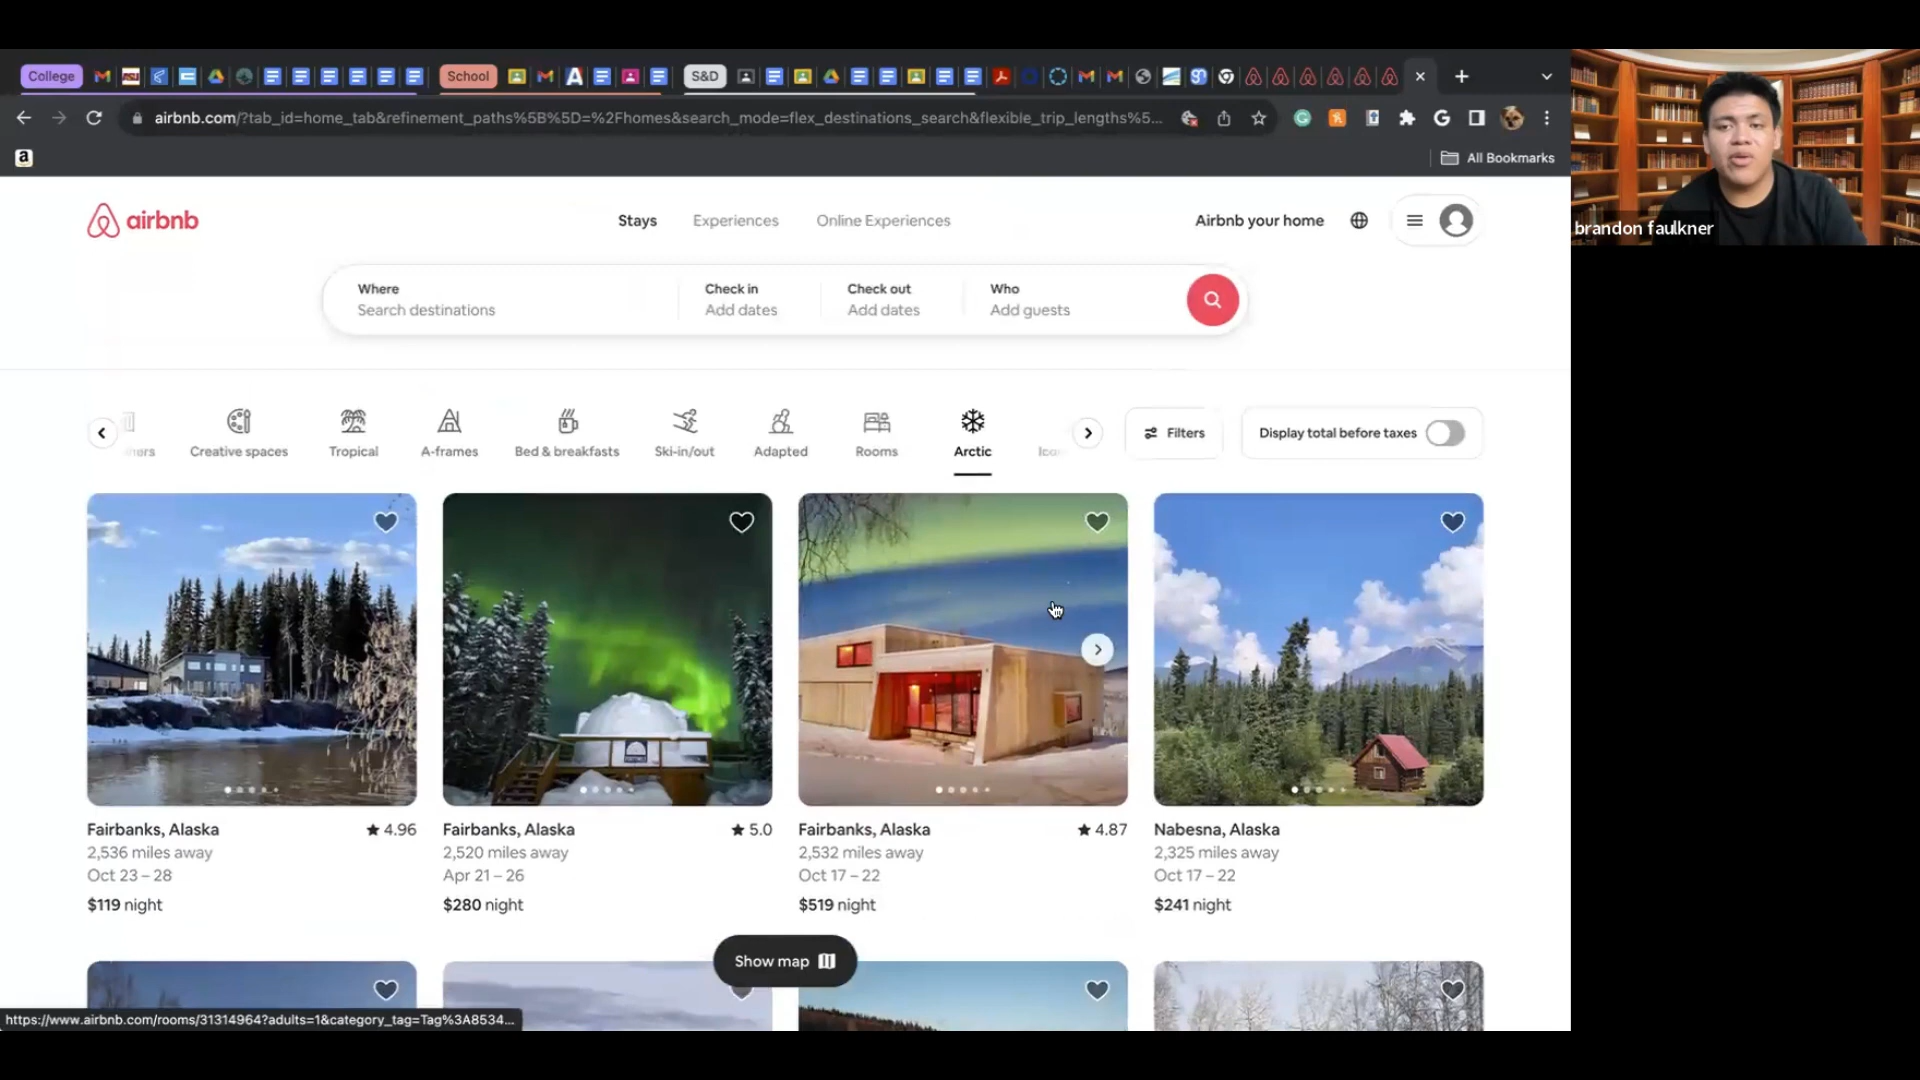 College
School
S&D
airbnb.com/?tab_id=home_tab&refinement_paths%5B%5D=%2Fhomes&search_mode=flex_destinations_search&flexible_trip_lengths%5...
a
All Bookmarks
airbnb
Stays
Experiences
Online Experiences
Airbnb your home
Where
Search destinations
Check in
Add dates
Check out
Add dates
Who
Add guests
Creative spaces
Tropical
A-frames
Bed & breakfasts
Ski-in/out
Adapted
Rooms
Arctic
Filters
Display total before taxes
Fairbanks, Alaska
4.96
2,536 miles away
Oct 23 – 28
$119 night
Fairbanks, Alaska
5.0
2,520 miles away
Apr 21 – 26
$280 night
Fairbanks, Alaska
4.87
2,532 miles away
Oct 17 – 22
$519 night
Nabesna, Alaska
2,325 miles away
Oct 17 – 22
$241 night
Show map
https://www.airbnb.com/rooms/31314964?adults=1&category_tag=Tag%3A8534...
brandon faulkner